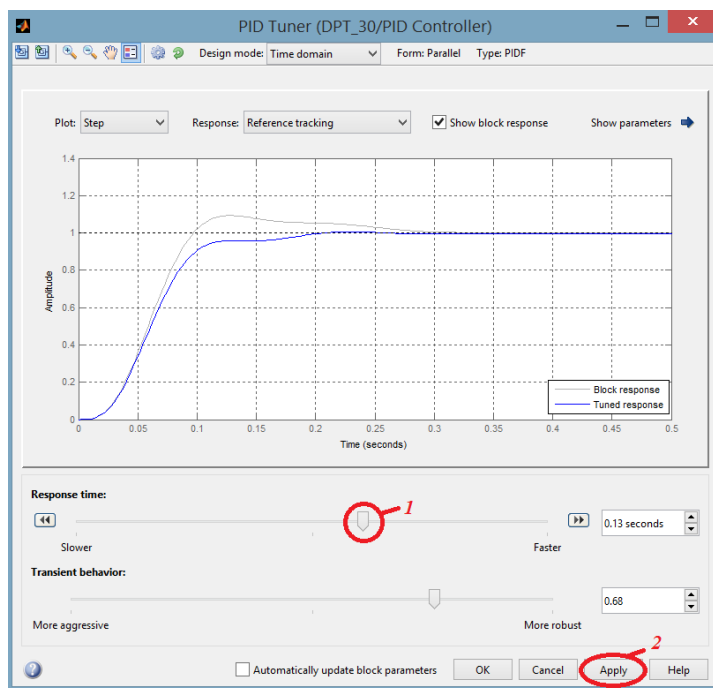 PID Tuner (DPT_30/PID Controller)
Design mode: Time domain Form: Parallel Type: PIDF
Plot: Step Response: Reference tracking Show block response Show parameters
1.4
1.2
1
0.8
0.6
0.4
0.2
0
Amplitude
0 0.05 0.1 0.15 0.2 0.25 0.3 0.35 0.4 0.45 0.5
Time (seconds)
Block response
Tuned response
Response time:
1
0.13 seconds
Slower Faster
Transient behavior:
0.68
More aggressive More robust
2
Automatically update block parameters OK Cancel Apply Help